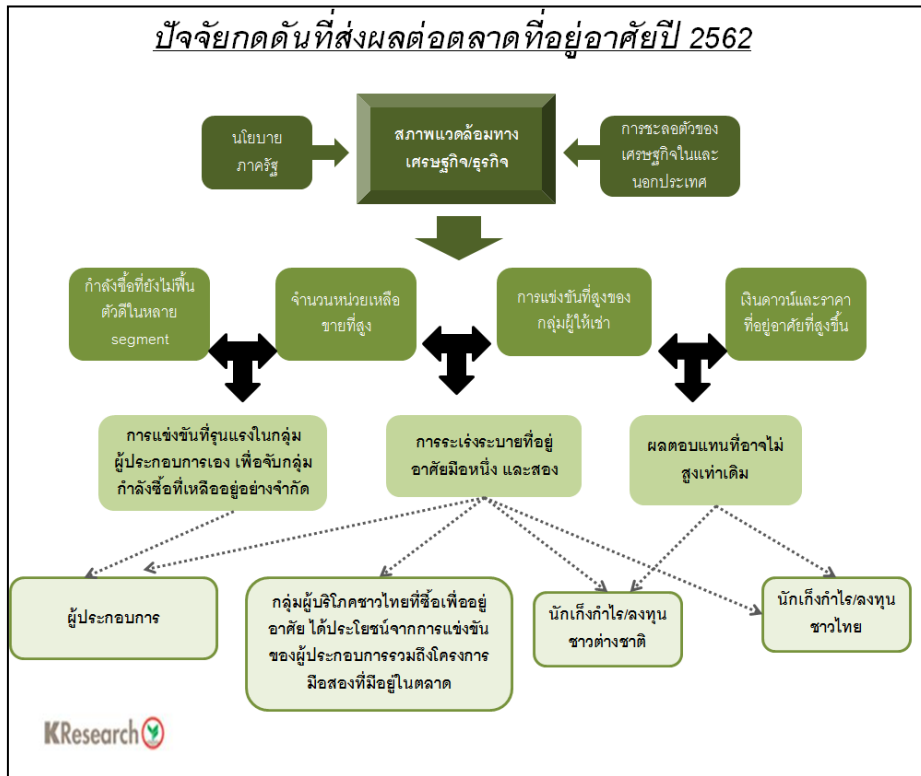 ปัจจัยกดดันที่ส่งผลต่อตลาดที่อยู่อาศัยปี 2562
นโยบาย
ภาครัฐ
สภาพแวดล้อมทาง
เศรษฐกิจ/ธุรกิจ
การชะลอตัวของ
เศรษฐกิจในและ
นอกประเทศ
กำลังซื้อที่ยังไม่ฟื้น
ตัวดีในหลาย
segment
จำนวนหน่วยเหลือ
ขายที่สูง
การแข่งขันที่สูงของ
กลุ่มผู้ให้เช่า
เงินดาวน์และราคา
ที่อยู่อาศัยที่สูงขึ้น
การแข่งขันที่รุนแรงในกลุ่ม
ผู้ประกอบการเอง เพื่อจับกลุ่ม
กำลังซื้อที่เหลืออยู่อย่างจำกัด
การระเร่งระบายที่อยู่
อาศัยมือหนึ่ง และสอง
ผลตอบแทนที่อาจไม่
สูงเท่าเดิม
ผู้ประกอบการ
กลุ่มผู้บริโภคชาวไทยที่ซื้อเพื่ออยู่
อาศัย ได้ประโยชน์จากการแข่งขัน
ของผู้ประกอบการรวมถึงโครงการ
มือสองที่มีอยู่ในตลาด
นักเก็งกำไร/ลงทุน
ชาวต่างชาติ
นักเก็งกำไร/ลงทุน
ชาวไทย
KResearch